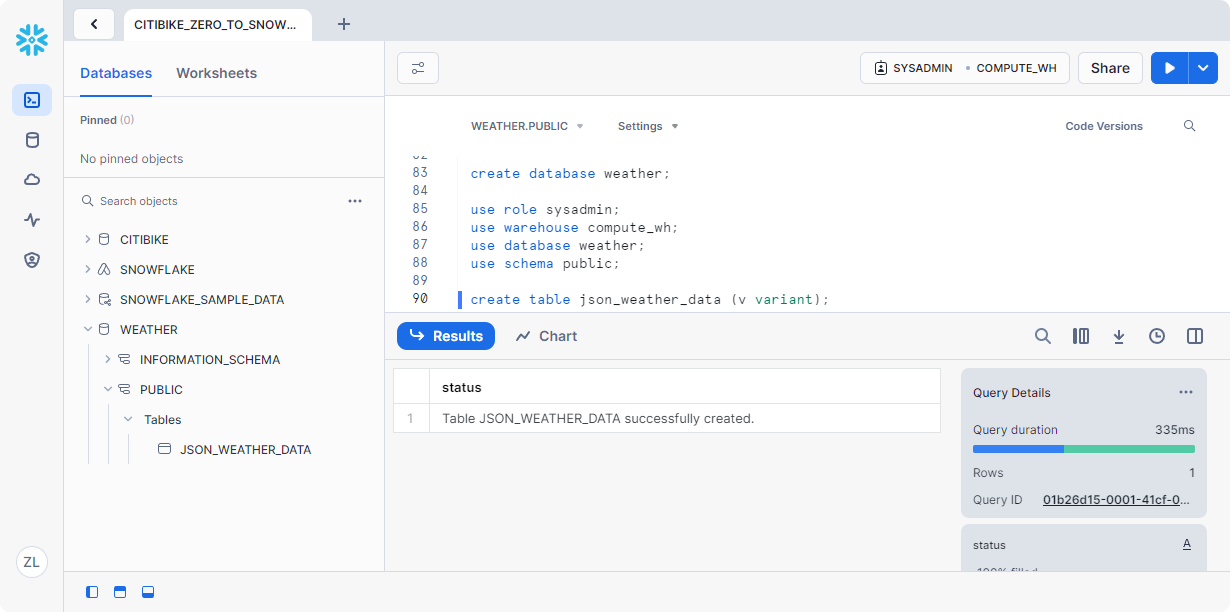 CITIBIKE_ZERO_TO_SNOW...
Databases Worksheets
Pinned (0)
No pinned objects
Search objects
CITIBIKE
SNOWFLAKE
SNOWFLAKE_SAMPLE_DATA
WEATHER
INFORMATION_SCHEMA
PUBLIC
Tables
JSON_WEATHER_DATA
ZL
SYSADMIN COMPUTE_WH
Share
WEATHER.PUBLIC Settings Code Versions
82
83 create database weather;
84
85 use role sysadmin;
86 use warehouse compute_wh;
87 use database weather;
88 use schema public;
89
90 create table json_weather_data (v variant);
Results Chart
status
1 Table JSON_WEATHER_DATA successfully created.
Query Details
Query duration 335ms
Rows 1
Query ID 01b26d15-0001-41cf-0...
status A
100% filled